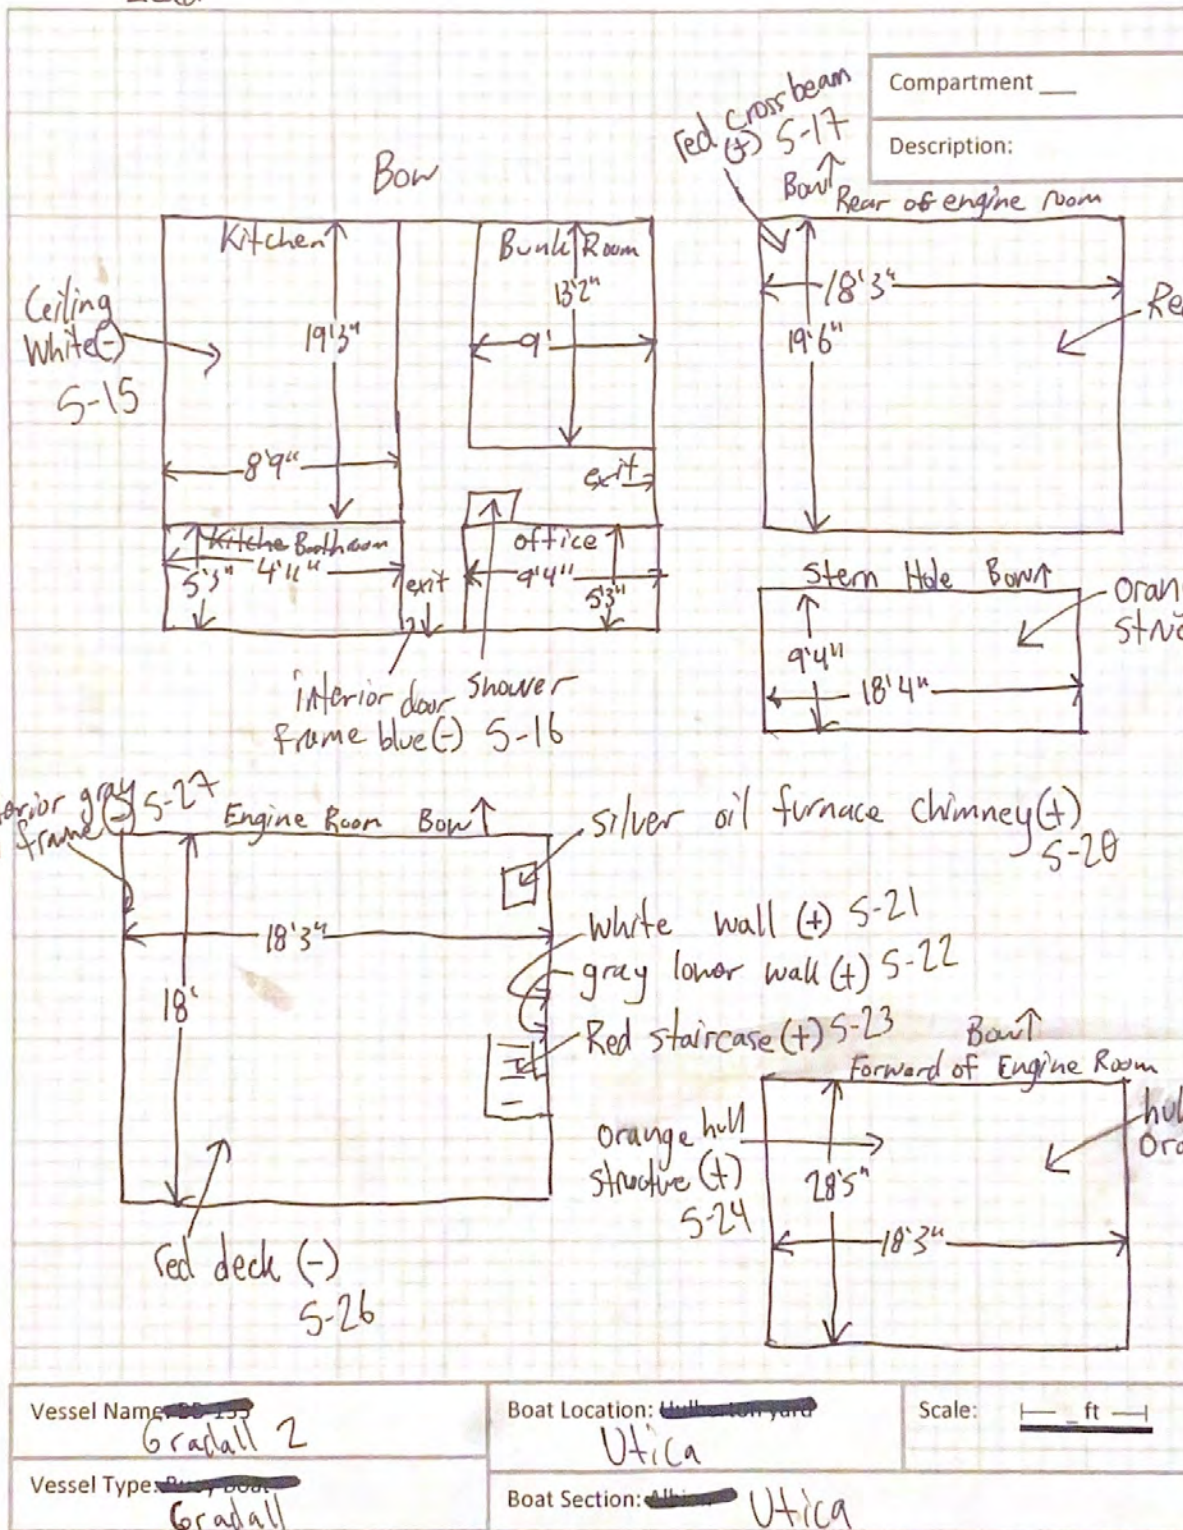 Compartment ___
Description:
red crossbeam
(+) S-17
Bow↑
Rear of engine room
18'3"
19'6"
Bow
Kitchen
19'3"
8'9"
Bunk Room
13'2"
9'
exit
Ceiling
White(-)
S-15
Kitche Bathroom
5'3"
4'11"
exit
office
9'4"
5'3"
interior door
frame blue(-) S-16
Shower
Stern Hole Bow↑
9'4"
18'4"
gray
frame(-) S-27
Engine Room Bow↑
18'3"
18'
silver oil furnace chimney(+)
S-20
White wall (+) S-21
gray lower wall(+) S-22
Red staircase(+) S-23
red deck (-)
S-26
Bow↑
Forward of Engine Room
28'5"
18'3"
orange hull
structure (+)
S-24
Vessel Name:
Gradall 2
Boat Location:
Utica
Scale: _ ft
Vessel Type:
Gradall
Boat Section: Utica